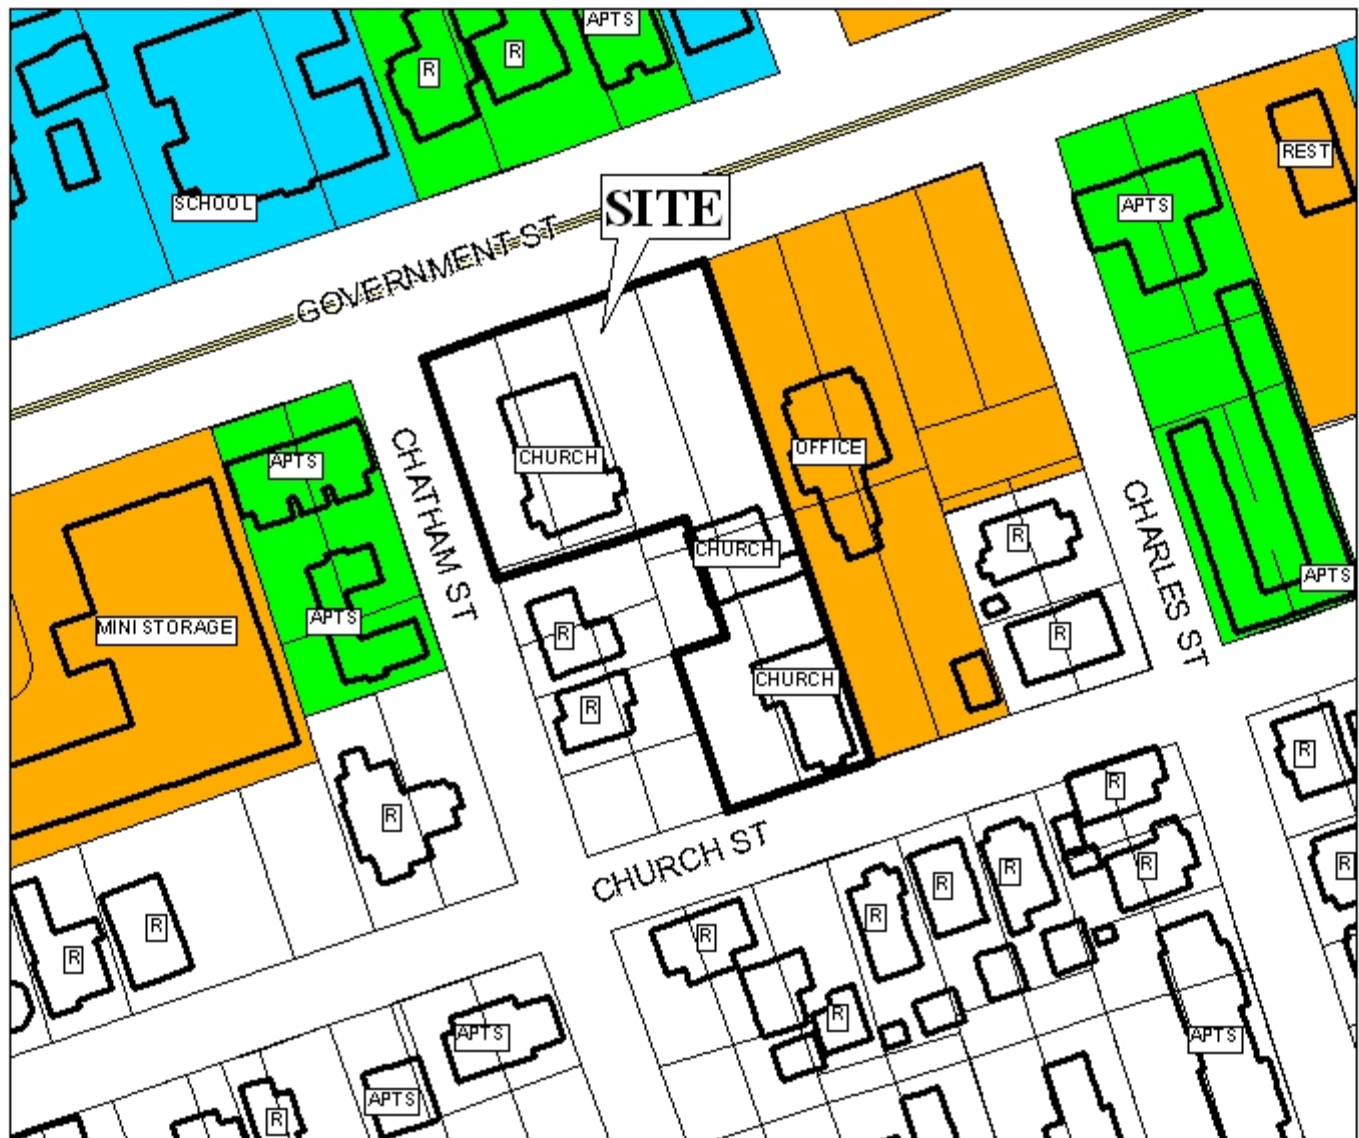 APTS
R
R
SCHOOL
REST
SITE
APTS
GOVERNMENT ST
APTS
CHURCH
OFFICE
CHATHAM ST
CHARLES ST
R
CHURCH
APTS
APTS
MINI STORAGE
R
R
CHURCH
R
R
R
R
R
CHURCH ST
R
R
R
R
R
R
R
R
R
APTS
APTS
APTS
R